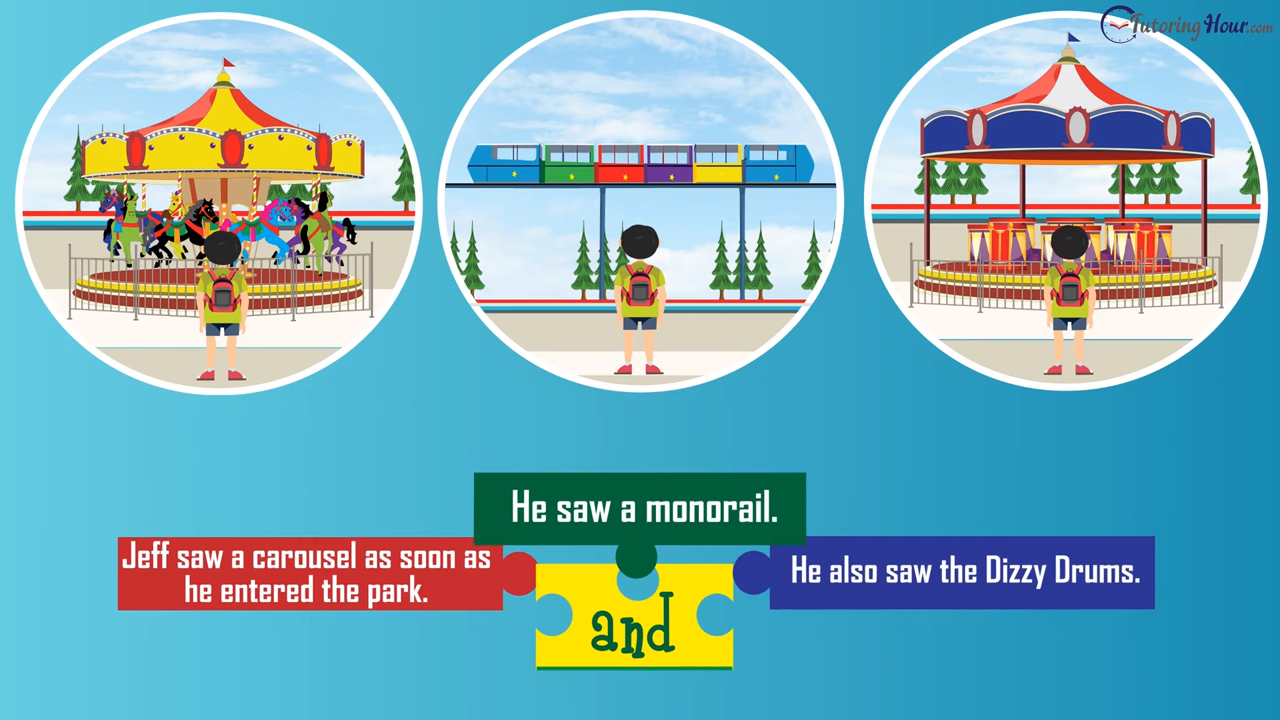 TutoringHour.com
He saw a monorail.
Jeff saw a carousel as soon as
he entered the park.
He also saw the Dizzy Drums.
and